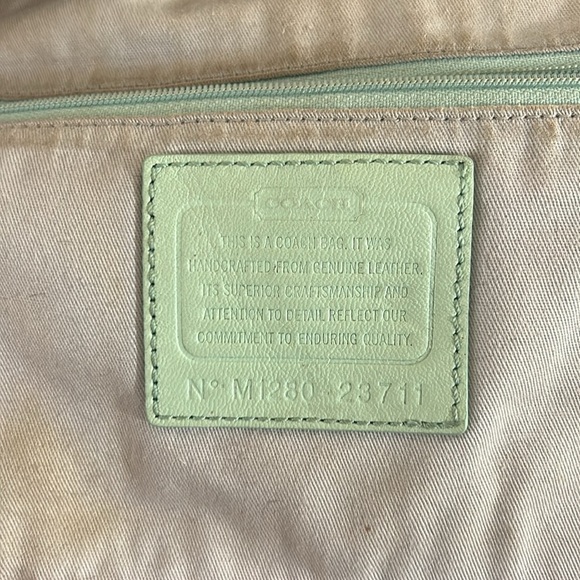 COACH
THIS IS A COACH BAG. IT WAS
HANDCRAFTED FROM GENUINE LEATHER.
ITS SUPERIOR CRAFTSMANSHIP AND
ATTENTION TO DETAIL REFLECT OUR
COMMITMENT TO ENDURING QUALITY.
Nº M1280-23711